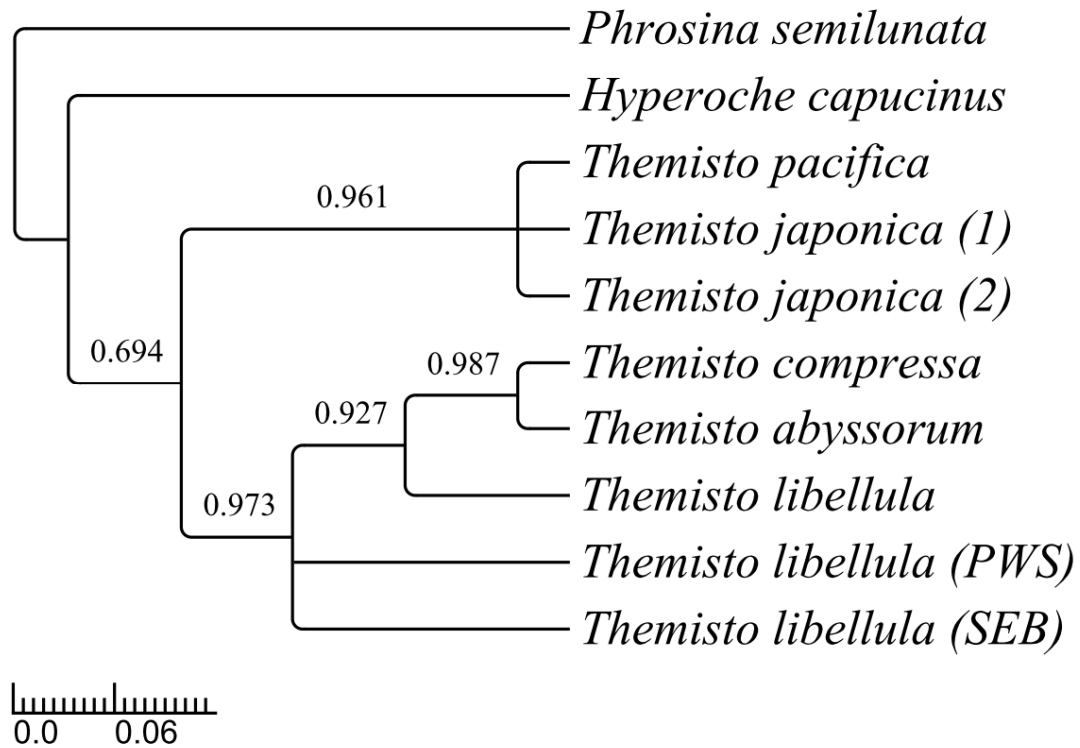 Phrosina semilunata
Hyperoche capucinus
Themisto pacifica
0.961
Themisto japonica (1)
Themisto japonica (2)
0.694
0.987
Themisto compressa
0.927
Themisto abyssorum
Themisto libellula
0.973
Themisto libellula (PWS)
Themisto libellula (SEB)
0.0 0.06